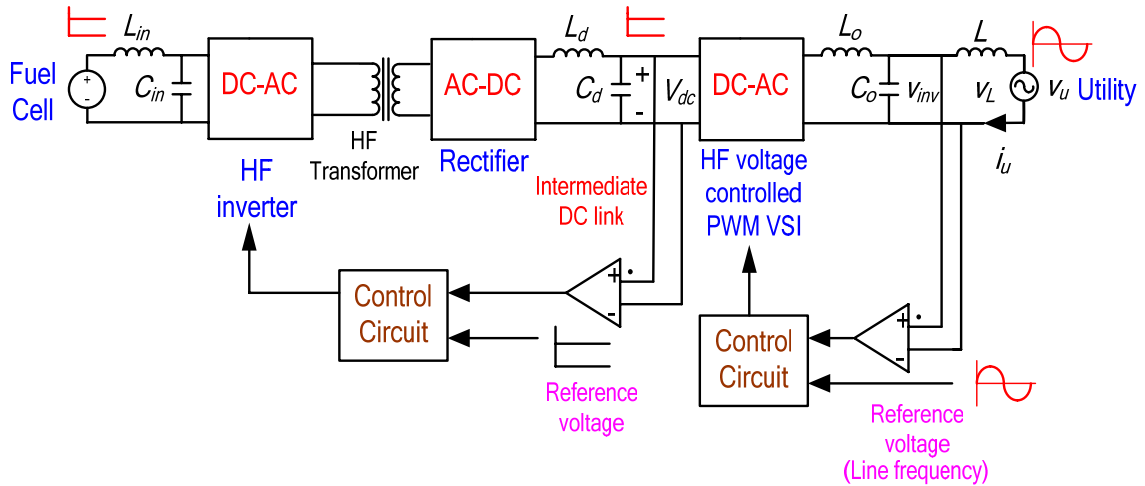 L_in
L_d
L_o
L
Fuel
Cell
+
-
C_in
DC-AC
AC-DC
C_d
+
-
V_dc
DC-AC
C_o
v_inv
v_L
v_u
Utility
i_u
HF
Transformer
Rectifier
HF
inverter
Intermediate
DC link
HF voltage
controlled
PWM VSI
Control
Circuit
+
-
Reference
voltage
Control
Circuit
+
-
Reference
voltage
(Line frequency)